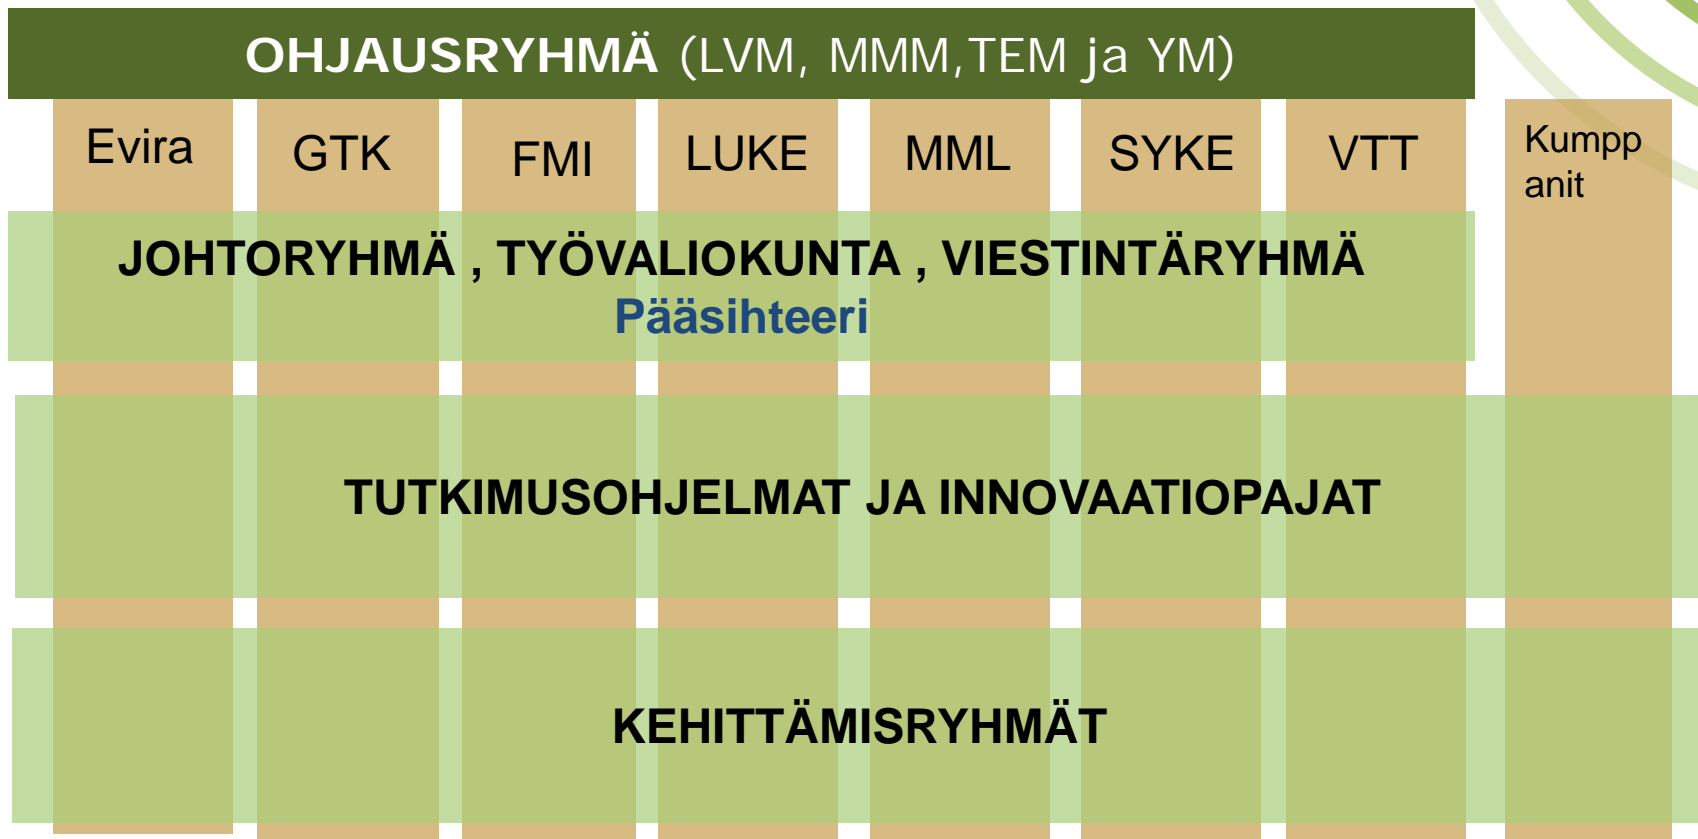 OHJAUSRYHMÄ (LVM, MMM,TEM ja YM)
Evira GTK FMI LUKE MML SYKE VTT Kumpp
anit
JOHTORYHMÄ , TYÖVALIOKUNTA , VIESTINTÄRYHMÄ
Pääsihteeri
TUTKIMUSOHJELMAT JA INNOVAATIOPAJAT
KEHITTÄMISRYHMÄT